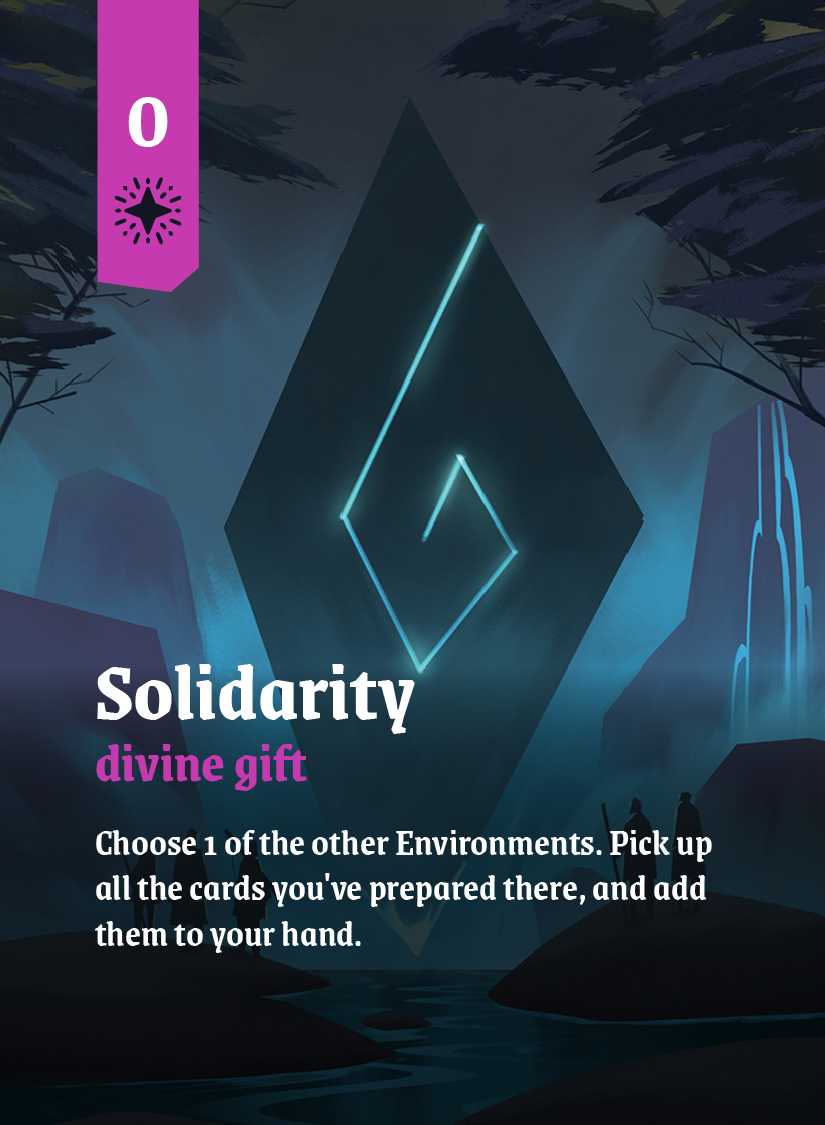 0
Solidarity
divine gift
Choose 1 of the other Environments. Pick up
all the cards you've prepared there, and add
them to your hand.